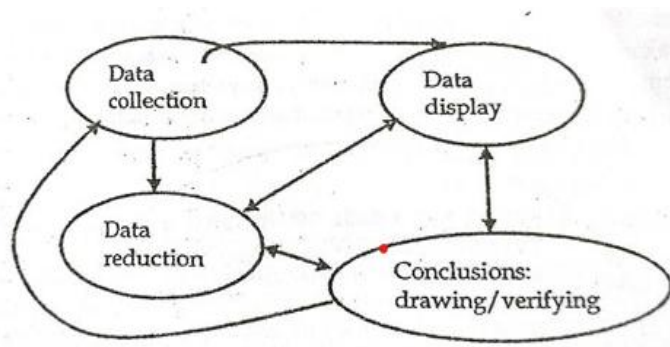 Data
collection
Data
display
Data
reduction
Conclusions:
drawing/verifying